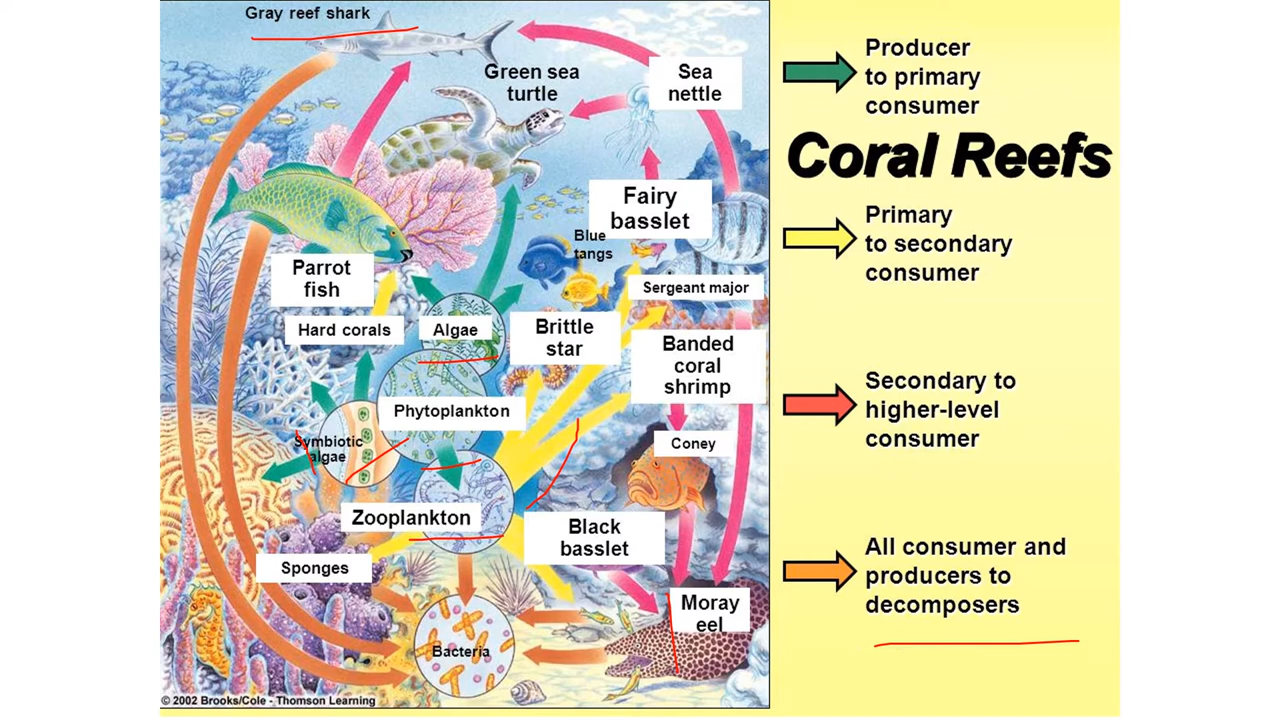 Gray reef shark
Green sea
turtle
Sea
nettle
Fairy
basslet
Blue
tangs
Parrot
fish
Sergeant major
Hard corals
Algae
Brittle
star
Banded
coral
shrimp
Phytoplankton
Symbiotic
algae
Coney
Zooplankton
Black
basslet
Sponges
Moray
eel
Bacteria
© 2002 Brooks/Cole - Thomson Learning
Producer
to primary
consumer
Coral Reefs
Primary
to secondary
consumer
Secondary to
higher-level
consumer
All consumer and
producers to
decomposers